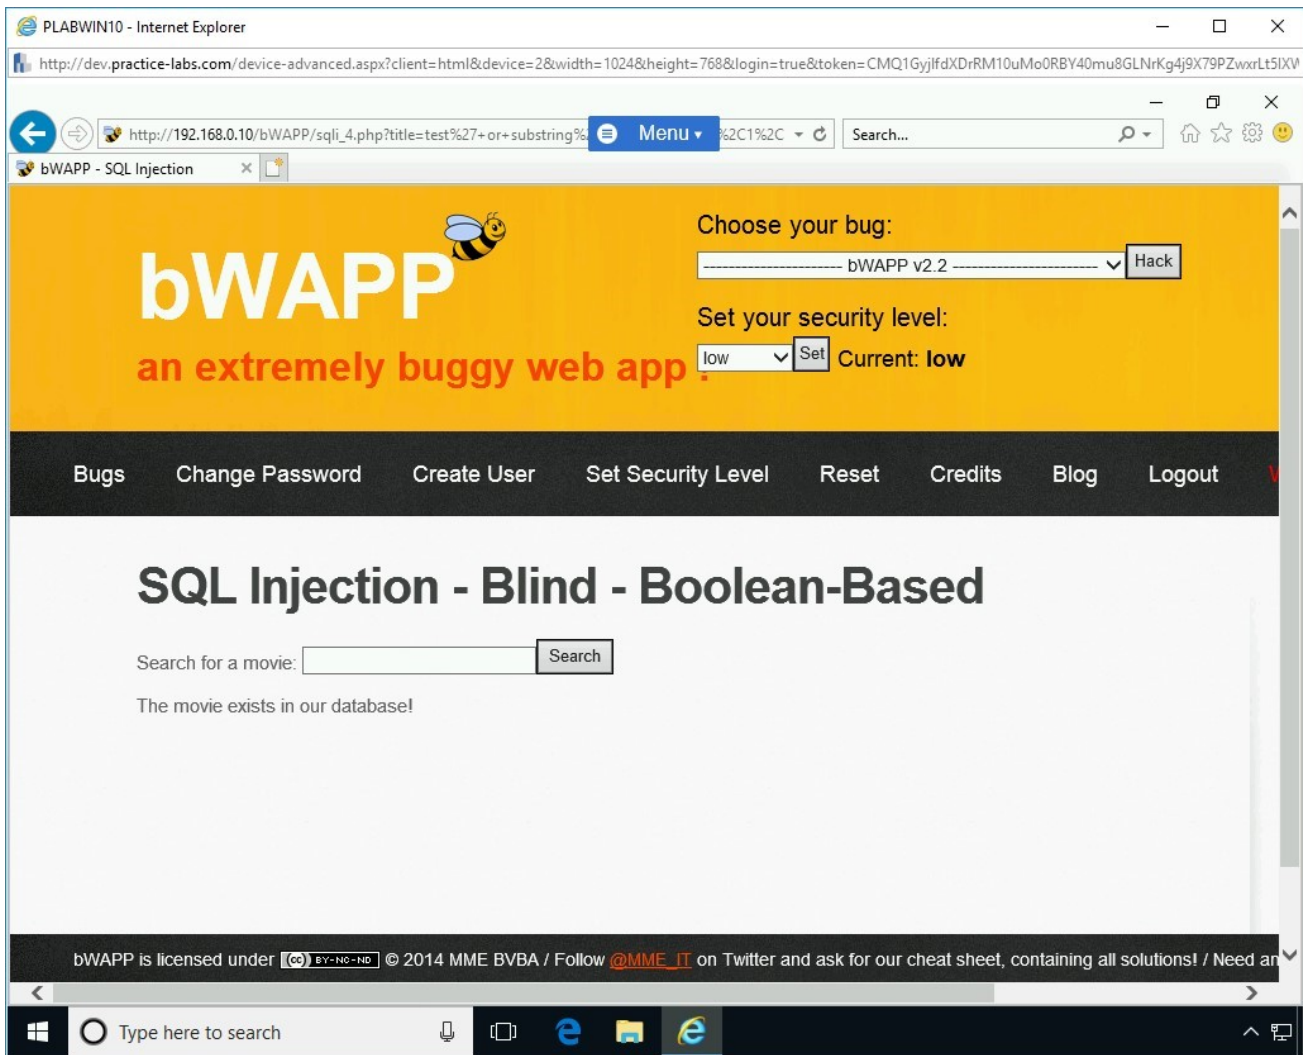 PLABWIN10 - Internet Explorer
http://dev.practice-labs.com/device-advanced.aspx?client=html&device=2&width=1024&height=768&login=true&token=CMQ1GyjlfdXDrRM10uMo0RBY40mu8GLNrKg4j9X79PZwxrLt5IXV
http://192.168.0.10/bWAPP/sqli_4.php?title=test%27+or+substring% Menu %2C1%2C Search...
bWAPP - SQL Injection
bWAPP
an extremely buggy web app !
Choose your bug:
---------------------- bWAPP v2.2 ----------------------- Hack
Set your security level:
low Set Current: low
Bugs Change Password Create User Set Security Level Reset Credits Blog Logout
SQL Injection - Blind - Boolean-Based
Search for a movie: Search
The movie exists in our database!
bWAPP is licensed under (cc) BY-NC-ND © 2014 MME BVBA / Follow @MME_IT on Twitter and ask for our cheat sheet, containing all solutions! / Need an
Type here to search